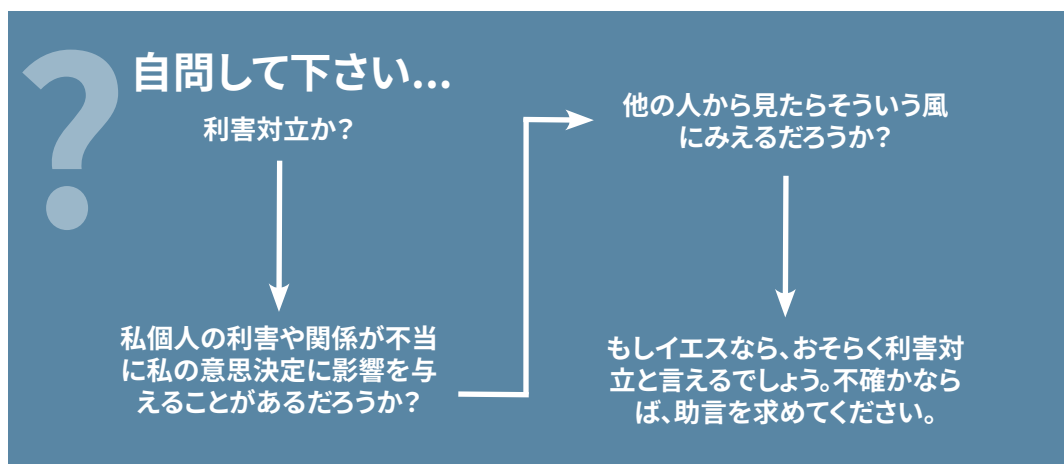 ?
自問して下さい...
利害対立か？
私個人の利害や関係が不当
に私の意思決定に影響を与
えることがあるだろうか？
他の人から見たらそういう風
にみえるだろうか？
もしイエスなら、おそらく利害対
立と言えるでしょう。不確かなら
ば、助言を求めてください。